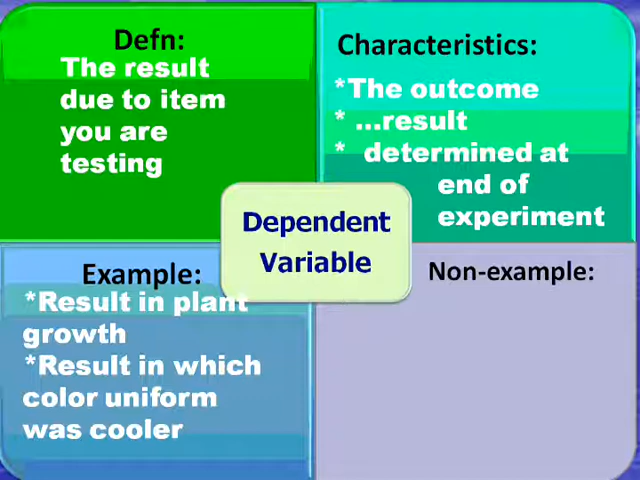 Defn:
The result
due to item
you are
testing
Characteristics:
*The outcome
* ...result
* determined at
end of
experiment
Dependent
Variable
Example:
*Result in plant
growth
*Result in which
color uniform
was cooler
Non-example: